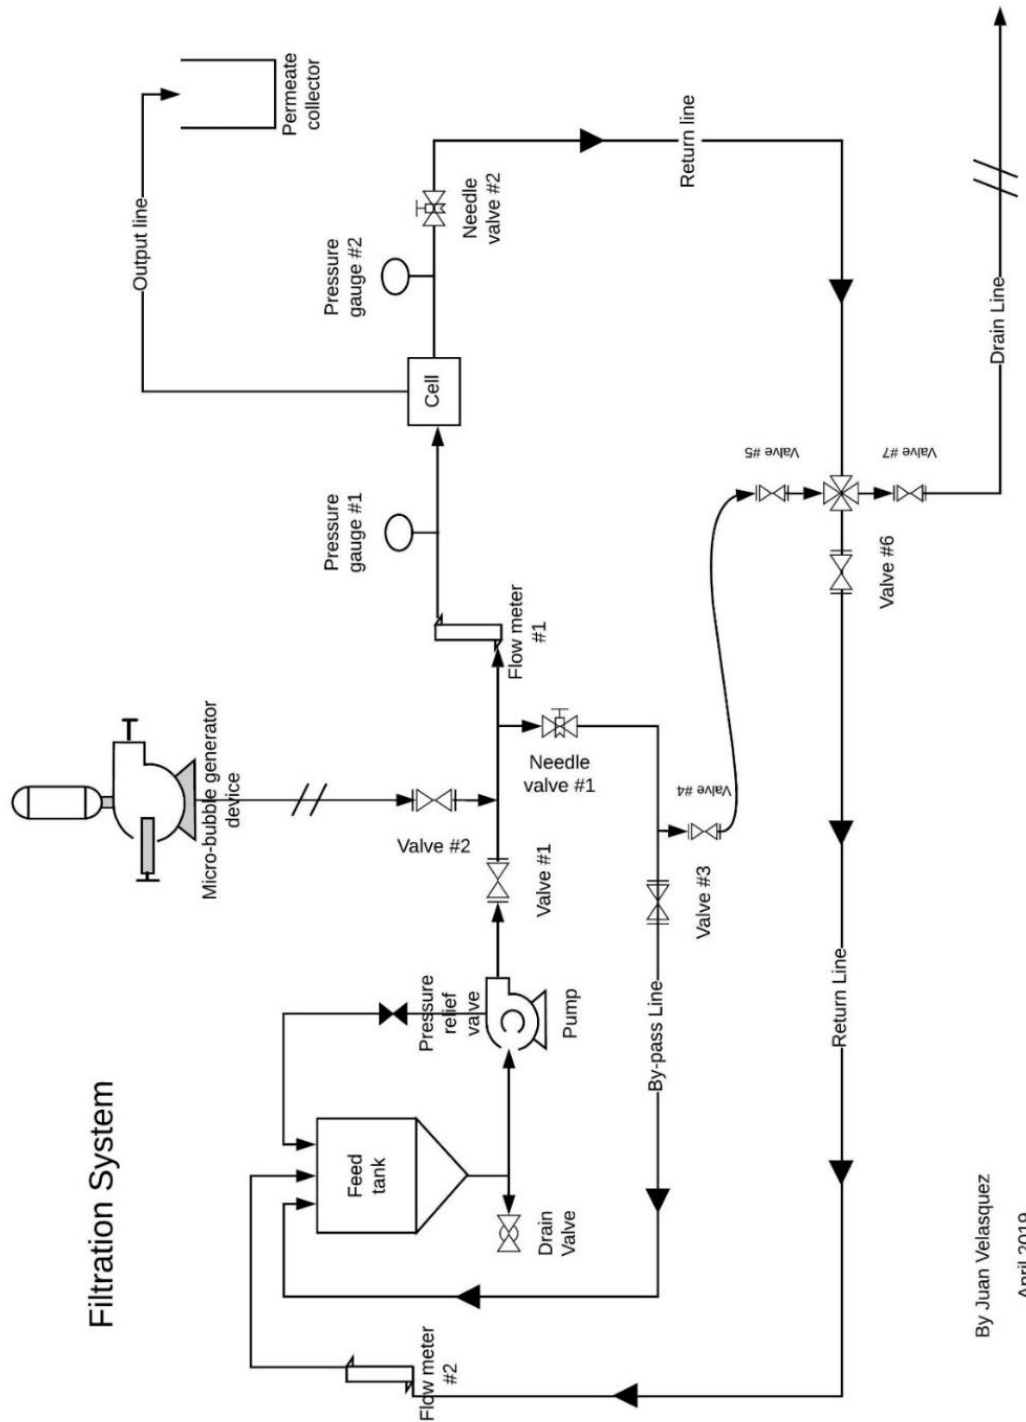 Filtration System
Micro-bubble generator
device
Output line
Permeate
collector
Pressure
gauge #2
Needle
valve #2
Cell
Return line
Pressure
gauge #1
Flow meter
#1
Valve #2
Valve #1
Needle
valve #1
Pressure
relief
valve
Pump
Feed
tank
Drain
Valve
Valve #3
Valve #4
Valve #5
Valve #7
Valve #6
Drain Line
By-pass Line
Return Line
Flow meter
#2
By Juan Velasquez
April 2019